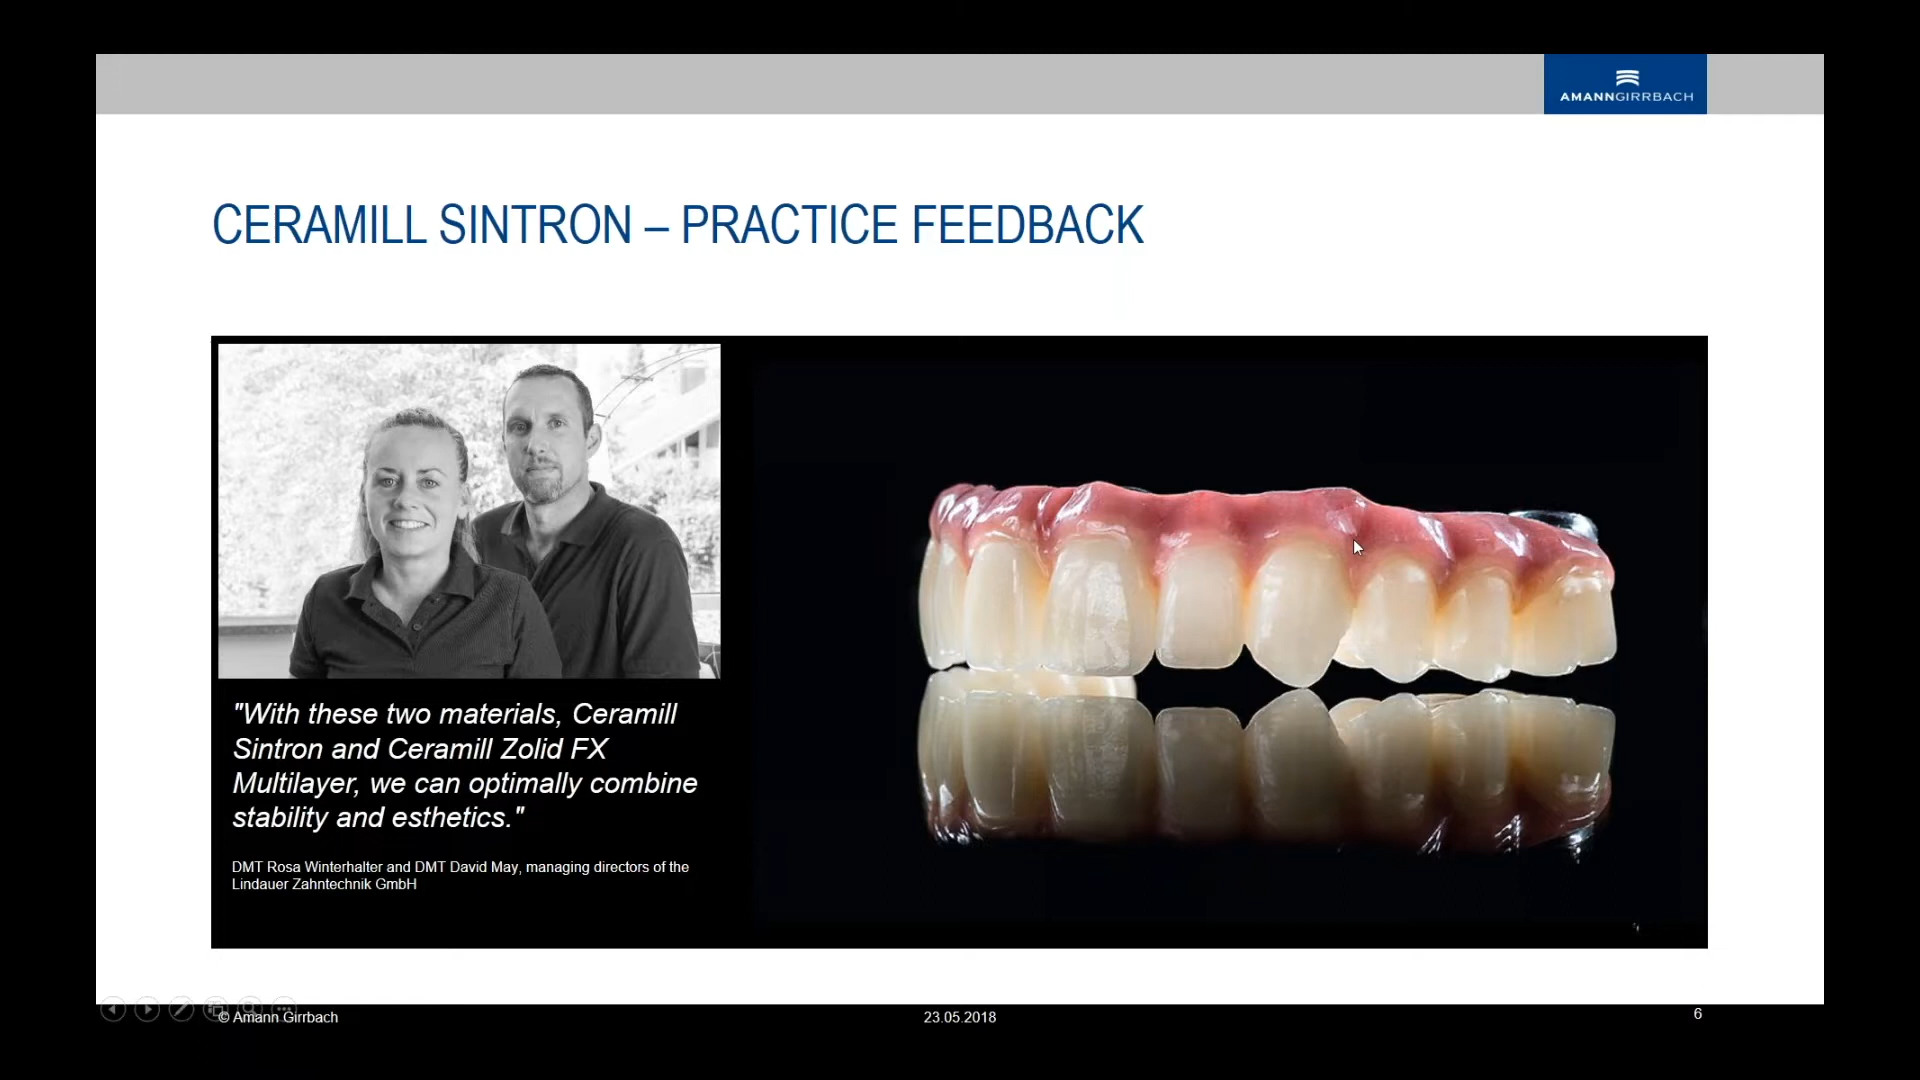 AMANNGIRRBACH
CERAMILL SINTRON – PRACTICE FEEDBACK
"With these two materials, Ceramill
Sintron and Ceramill Zolid FX
Multilayer, we can optimally combine
stability and esthetics."
DMT Rosa Winterhalter and DMT David May, managing directors of the
Lindauer Zahntechnik GmbH
© Amann Girrbach
23.05.2018
6